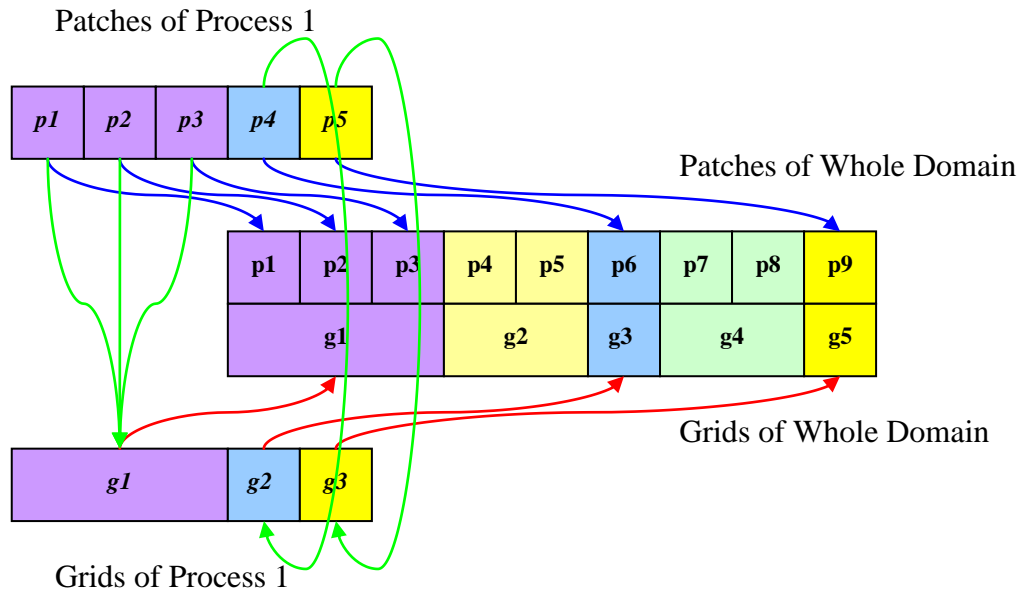 Patches of Process 1
p1 p2 p3 p4 p5
Patches of Whole Domain
p1 p2 p3 p4 p5 p6 p7 p8 p9
g1 g2 g3 g4 g5
Grids of Whole Domain
g1 g2 g3
Grids of Process 1